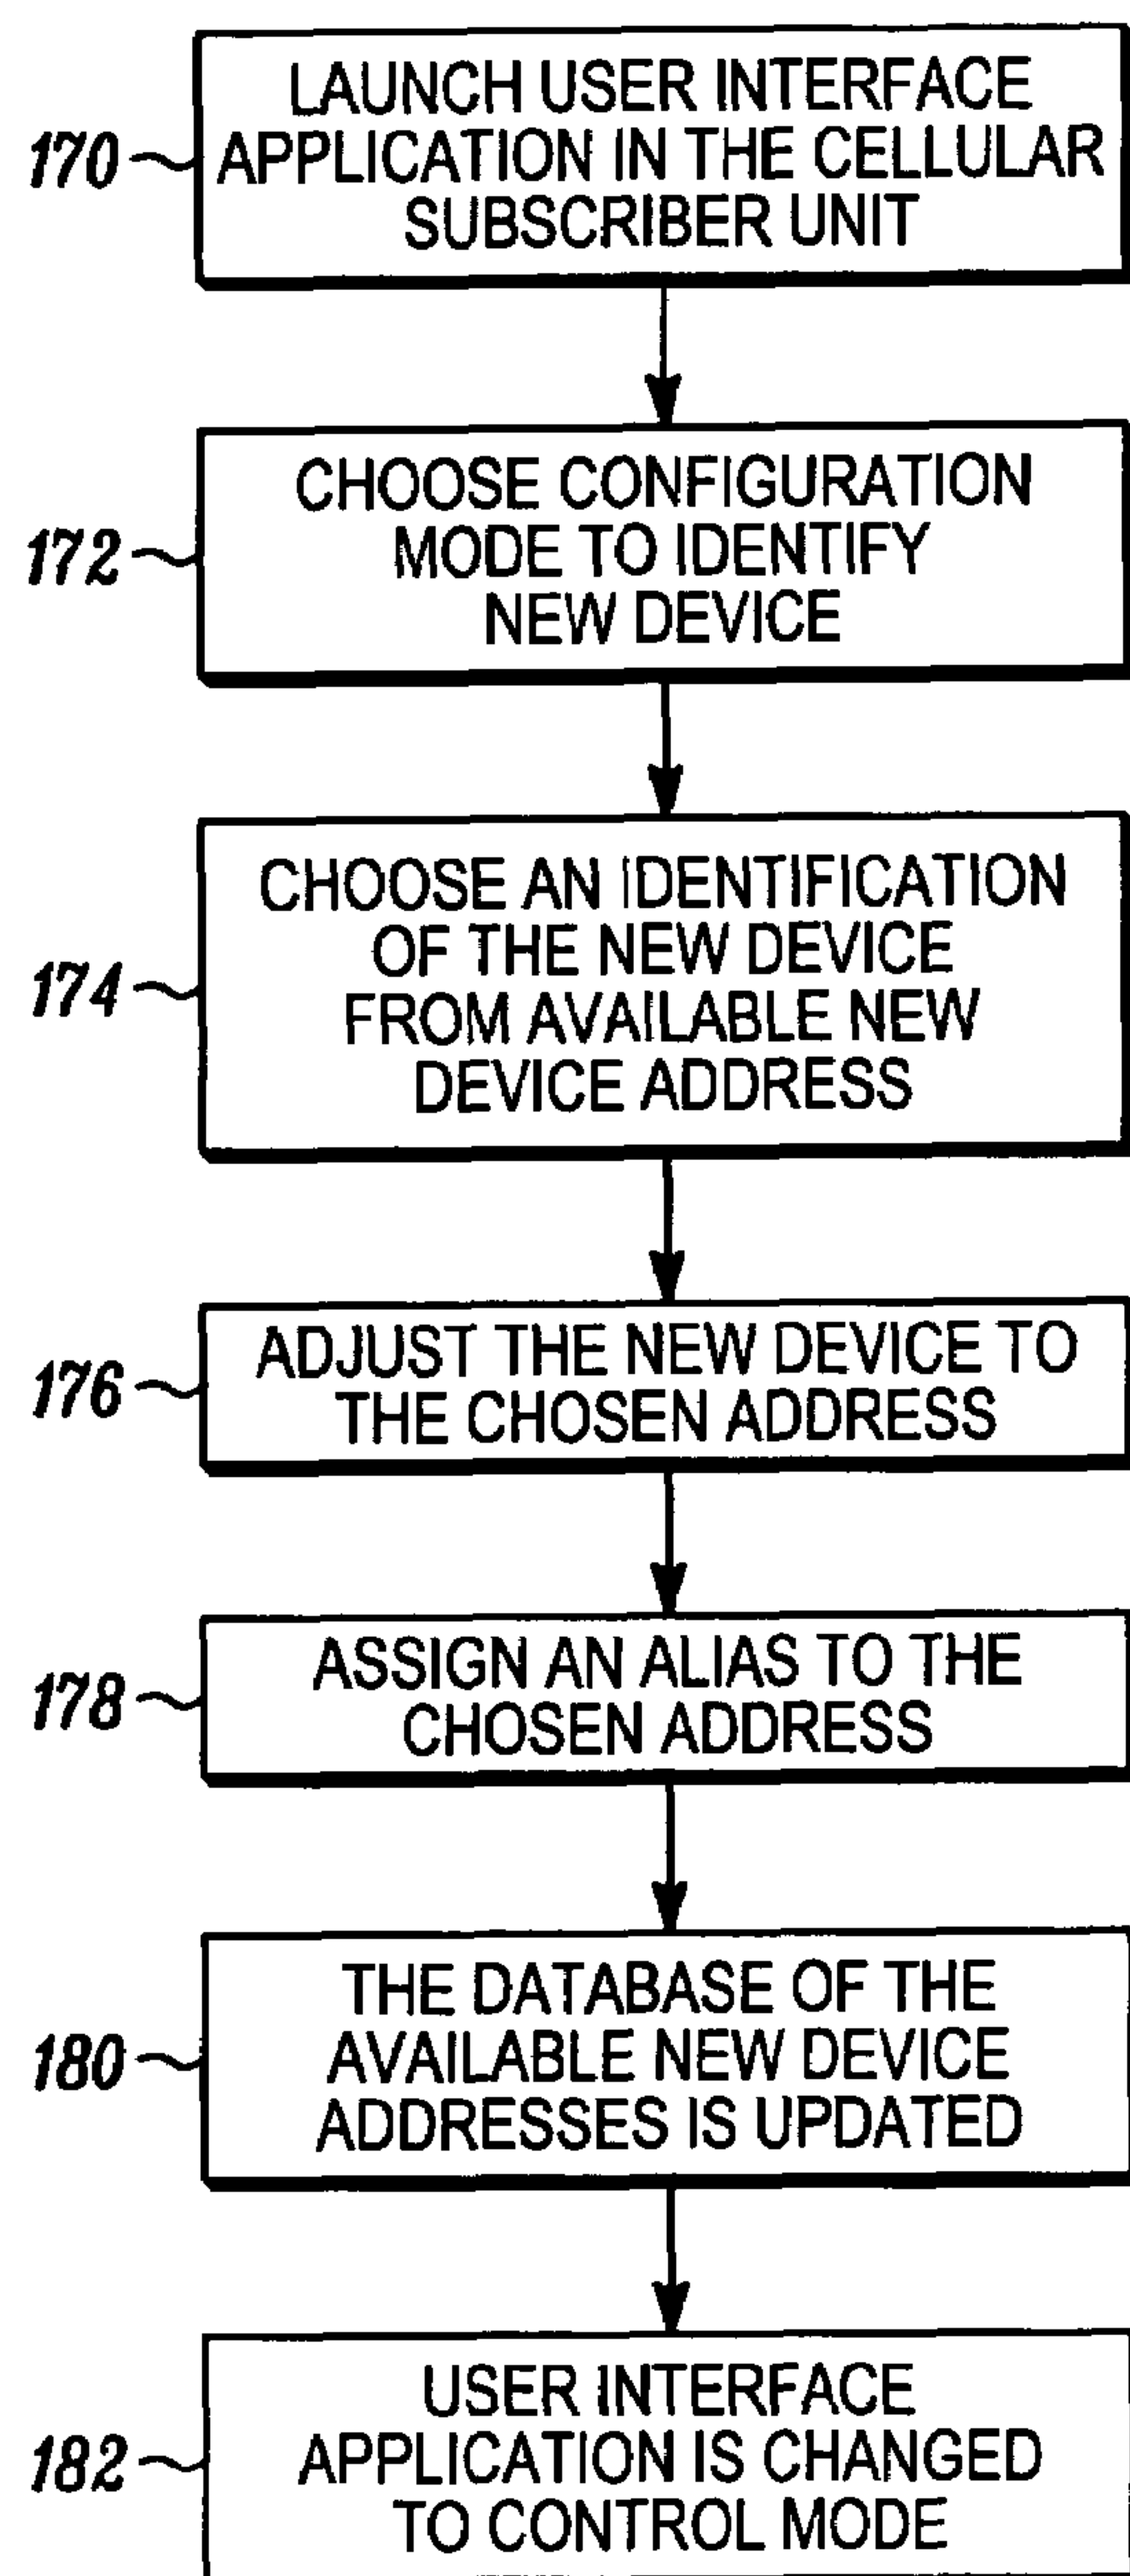 LAUNCH USER INTERFACE
170
APPLICATION IN THE CELLULAR
SUBSCRIBER UNIT
CHOOSE CONFIGURATION
172
MODE TO IDENTIFY
NEW DEVICE
CHOOSE AN IDENTIFICATION
OF THE NEW DEVICE
174
FROM AVAILABLE NEW
DEVICE ADDRESS
176
ADJUST THE NEW DEVICE TO
THE CHOSEN ADDRESS
178
ASSIGN AN ALIAS TO THE
CHOSEN ADDRESS
THE DATABASE OF THE
180
AVAILABLE NEW DEVICE
ADDRESSES IS UPDATED
USER INTERFACE
182
APPLICATION IS CHANGED
TO CONTROL MODE